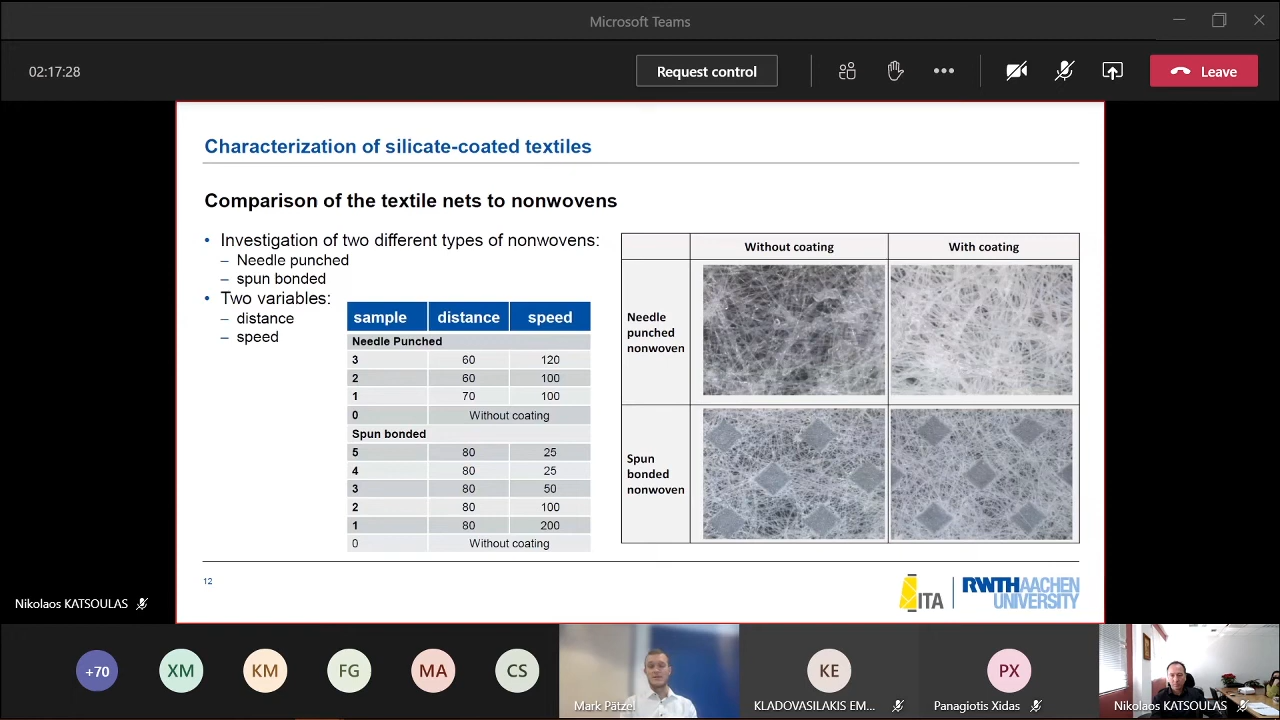 Microsoft Teams
02:17:28
Request control
Leave
Characterization of silicate-coated textiles
Comparison of the textile nets to nonwovens
• Investigation of two different types of nonwovens:
– Needle punched
– spun bonded
• Two variables:
– distance
– speed
sample distance speed
Needle Punched
3 60 120
2 60 100
1 70 100
0 Without coating
Spun bonded
5 80 25
4 80 25
3 80 50
2 80 100
1 80 200
0 Without coating
Without coating With coating
Needle
punched
nonwoven
Spun
bonded
nonwoven
12
ITA
RWTHAACHEN
UNIVERSITY
Nikolaos KATSOULAS
+70
XM
KM
FG
MA
CS
Mark Pätzel
KE
KLADOVASILAKIS EM...
PX
Panagiotis Xidas
Nikolaos KATSOULAS